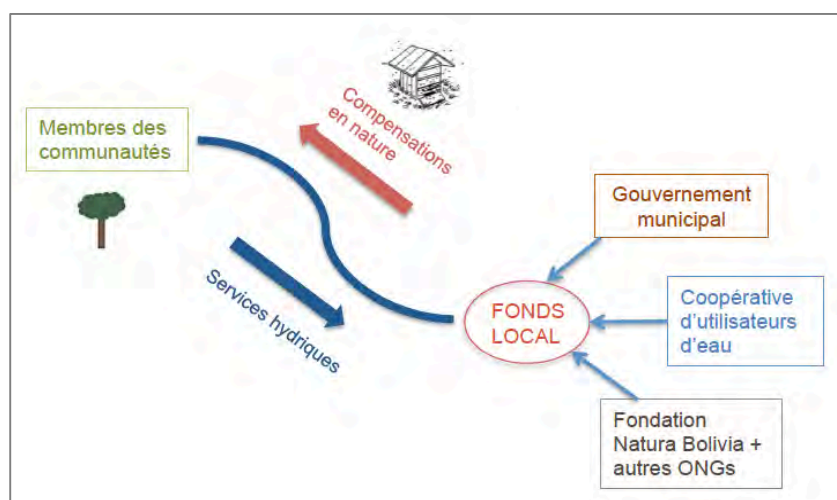 Membres des
communautés
Compensations
en nature
Services hydriques
Gouvernement
municipal
FONDS
LOCAL
Coopérative
d'utilisateurs
d'eau
Fondation
Natura Bolivia +
autres ONGs